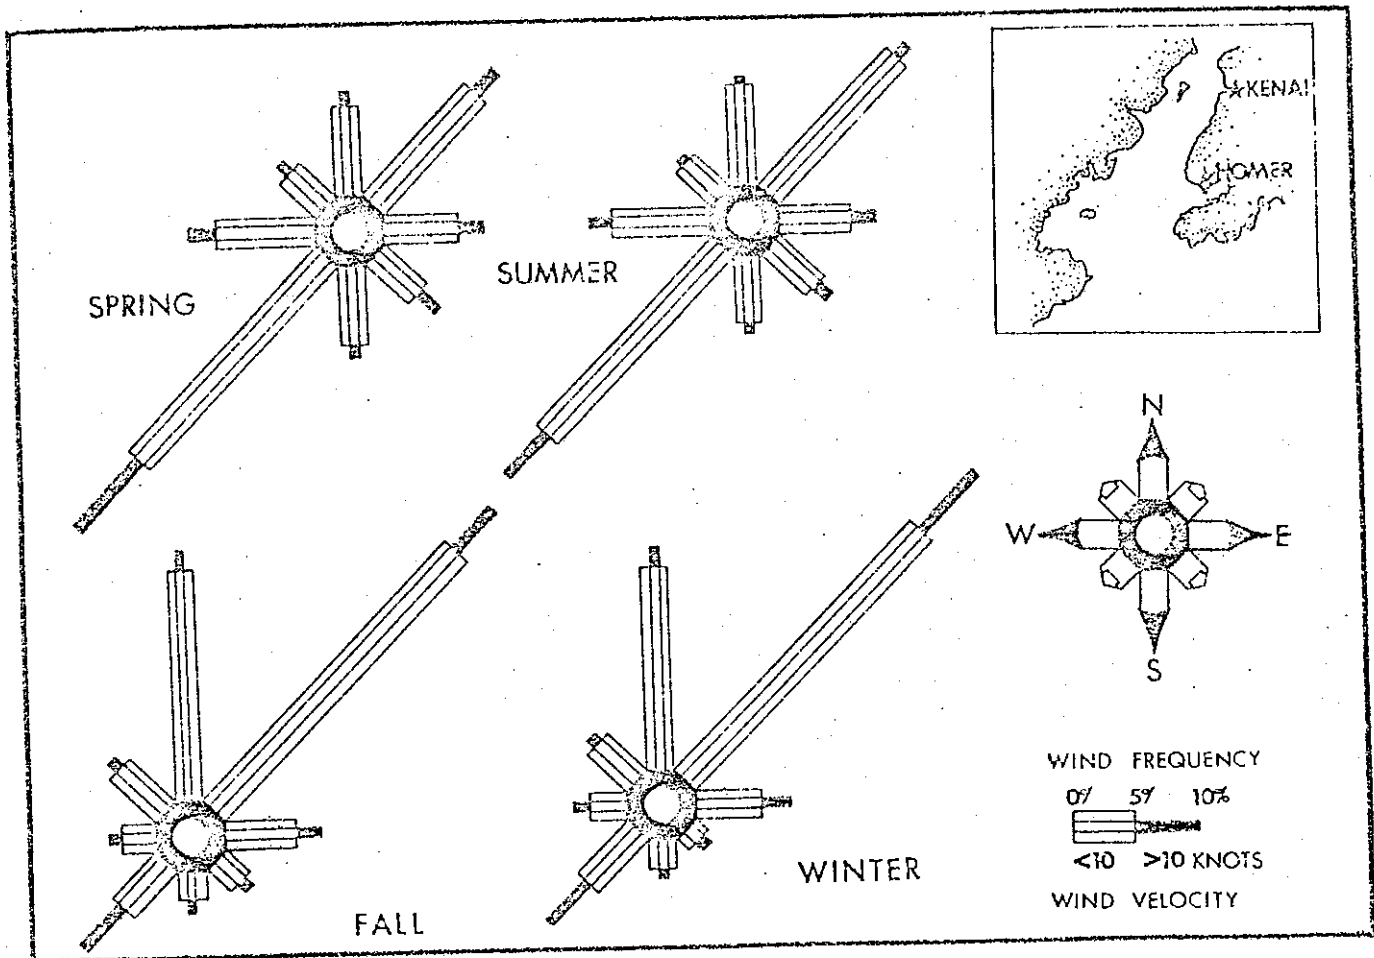 KENAI
HOMER
SPRING
SUMMER
N
W E
S
FALL
WINTER
WIND FREQUENCY
0% 5% 10%
<10 >10 KNOTS
WIND VELOCITY